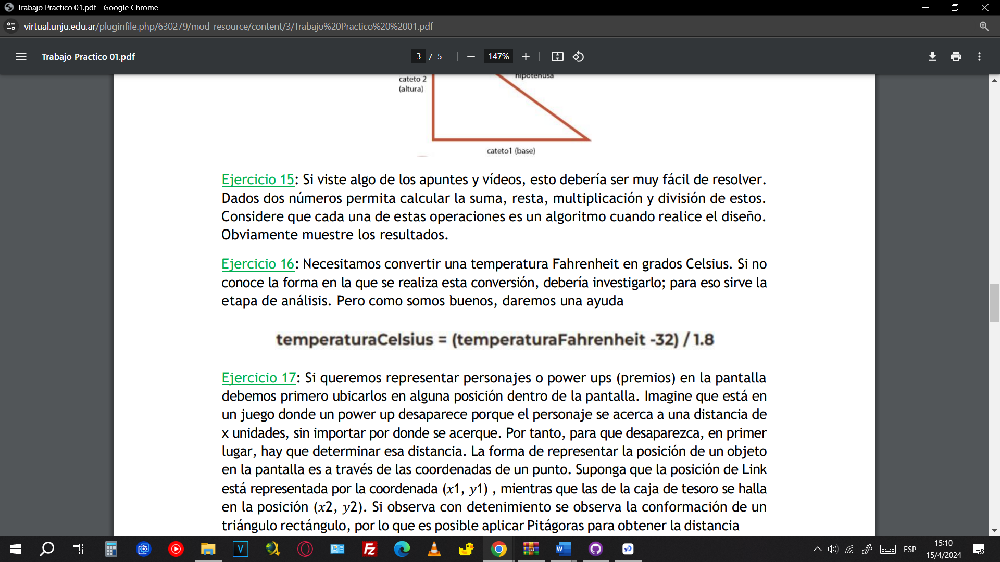 Trabajo Practico 01.pdf - Google Chrome
virtual.unju.edu.ar/pluginfile.php/630279/mod_resource/content/3/Trabajo%20Practico%20%2001.pdf
Trabajo Practico 01.pdf
3 / 5
147%
cateto 2
(altura)
hipotenusa
cateto1 (base)
Ejercicio 15: Si viste algo de los apuntes y vídeos, esto debería ser muy fácil de resolver.
Dados dos números permita calcular la suma, resta, multiplicación y división de estos.
Considere que cada una de estas operaciones es un algoritmo cuando realice el diseño.
Obviamente muestre los resultados.
Ejercicio 16: Necesitamos convertir una temperatura Fahrenheit en grados Celsius. Si no
conoce la forma en la que se realiza esta conversión, debería investigarlo; para eso sirve la
etapa de análisis. Pero como somos buenos, daremos una ayuda
temperaturaCelsius = (temperaturaFahrenheit -32) / 1.8
Ejercicio 17: Si queremos representar personajes o power ups (premios) en la pantalla
debemos primero ubicarlos en alguna posición dentro de la pantalla. Imagine que está en
un juego donde un power up desaparece porque el personaje se acerca a una distancia de
x unidades, sin importar por donde se acerque. Por tanto, para que desaparezca, en primer
lugar, hay que determinar esa distancia. La forma de representar la posición de un objeto
en la pantalla es a través de las coordenadas de un punto. Suponga que la posición de Link
está representada por la coordenada (x1, y1) , mientras que las de la caja de tesoro se halla
en la posición (x2, y2). Si observa con detenimiento se observa la conformación de un
triángulo rectángulo, por lo que es posible aplicar Pitágoras para obtener la distancia
ESP
15:10
15/4/2024